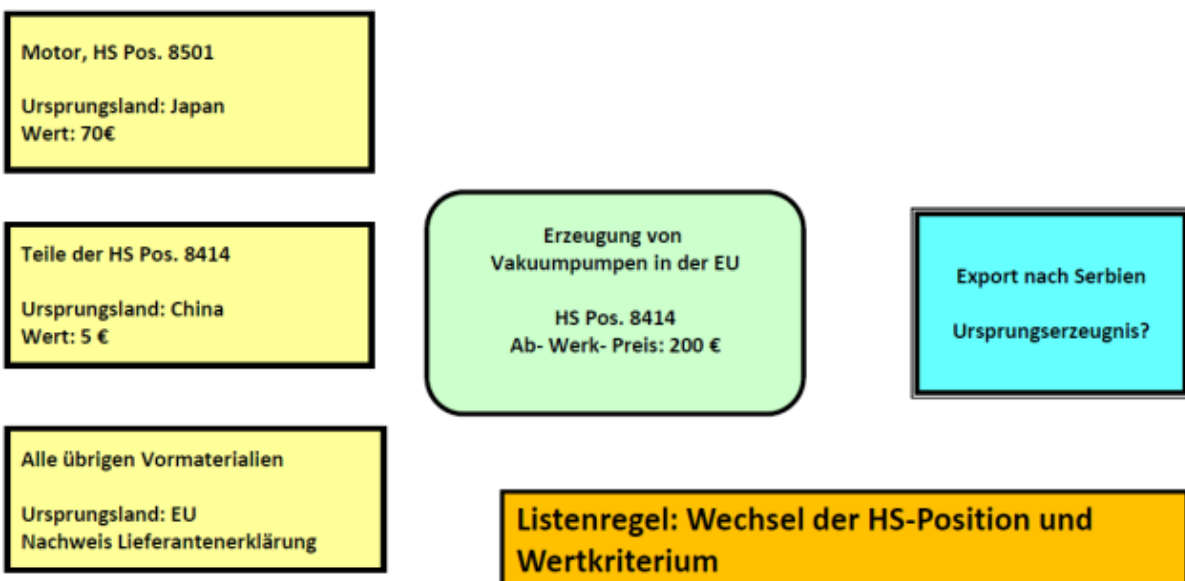 Motor, HS Pos. 8501
Ursprungsland: Japan
Wert: 70€
Teile der HS Pos. 8414
Ursprungsland: China
Wert: 5 €
Alle übrigen Vormaterialien
Ursprungsland: EU
Nachweis Lieferantenerklärung
Erzeugung von
Vakuumpumpen in der EU
HS Pos. 8414
Ab- Werk- Preis: 200 €
Export nach Serbien
Ursprungserzeugnis?
Listenregel: Wechsel der HS-Position und
Wertkriterium